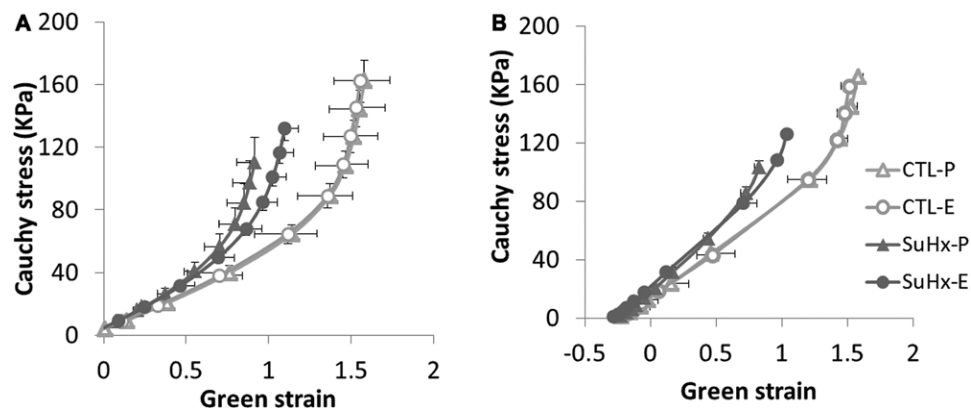 A
Cauchy stress (KPa)
200
160
120
80
40
0
0 0.5 1 1.5 2
Green strain
B
Cauchy stress (KPa)
200
160
120
80
40
0
-0.5 0 0.5 1 1.5 2
Green strain
CTL-P
CTL-E
SuHx-P
SuHx-E